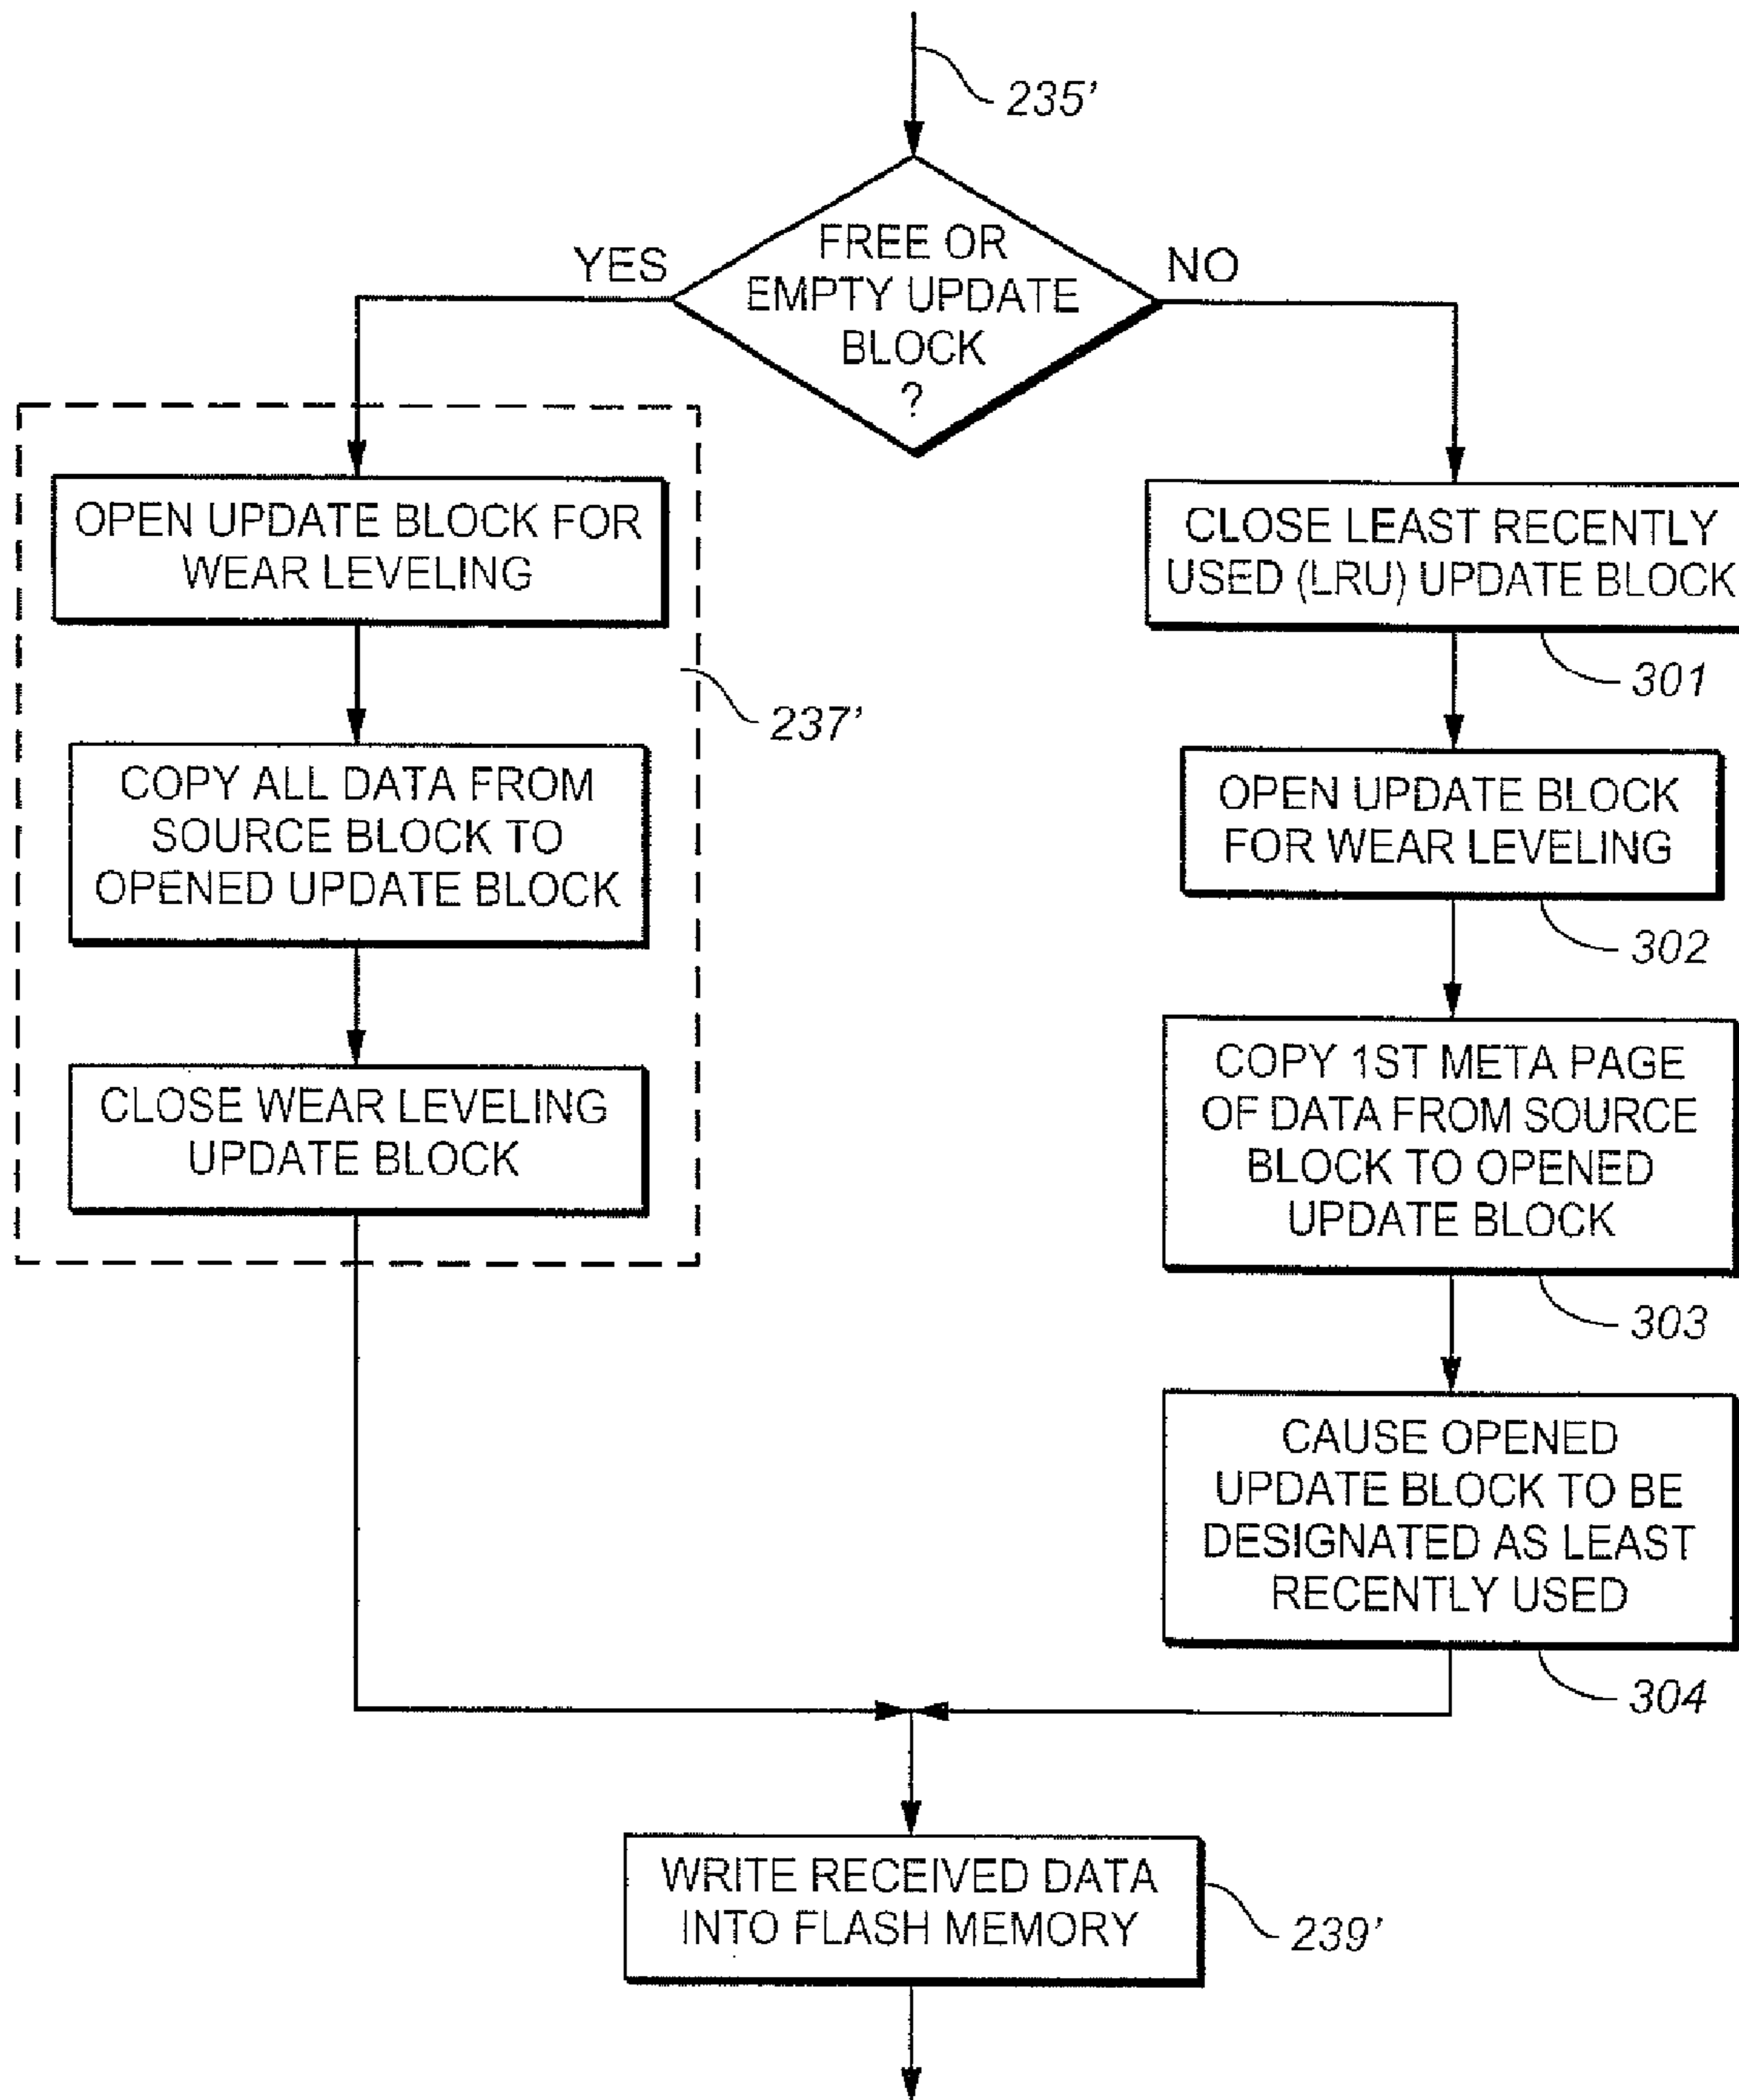 235'
FREE OR
EMPTY UPDATE
BLOCK
?
YES
NO
OPEN UPDATE BLOCK FOR
WEAR LEVELING
COPY ALL DATA FROM
SOURCE BLOCK TO
OPENED UPDATE BLOCK
CLOSE WEAR LEVELING
UPDATE BLOCK
237'
CLOSE LEAST RECENTLY
USED (LRU) UPDATE BLOCK
301
OPEN UPDATE BLOCK
FOR WEAR LEVELING
302
COPY 1ST META PAGE
OF DATA FROM SOURCE
BLOCK TO OPENED
UPDATE BLOCK
303
CAUSE OPENED
UPDATE BLOCK TO BE
DESIGNATED AS LEAST
RECENTLY USED
304
WRITE RECEIVED DATA
INTO FLASH MEMORY
239'